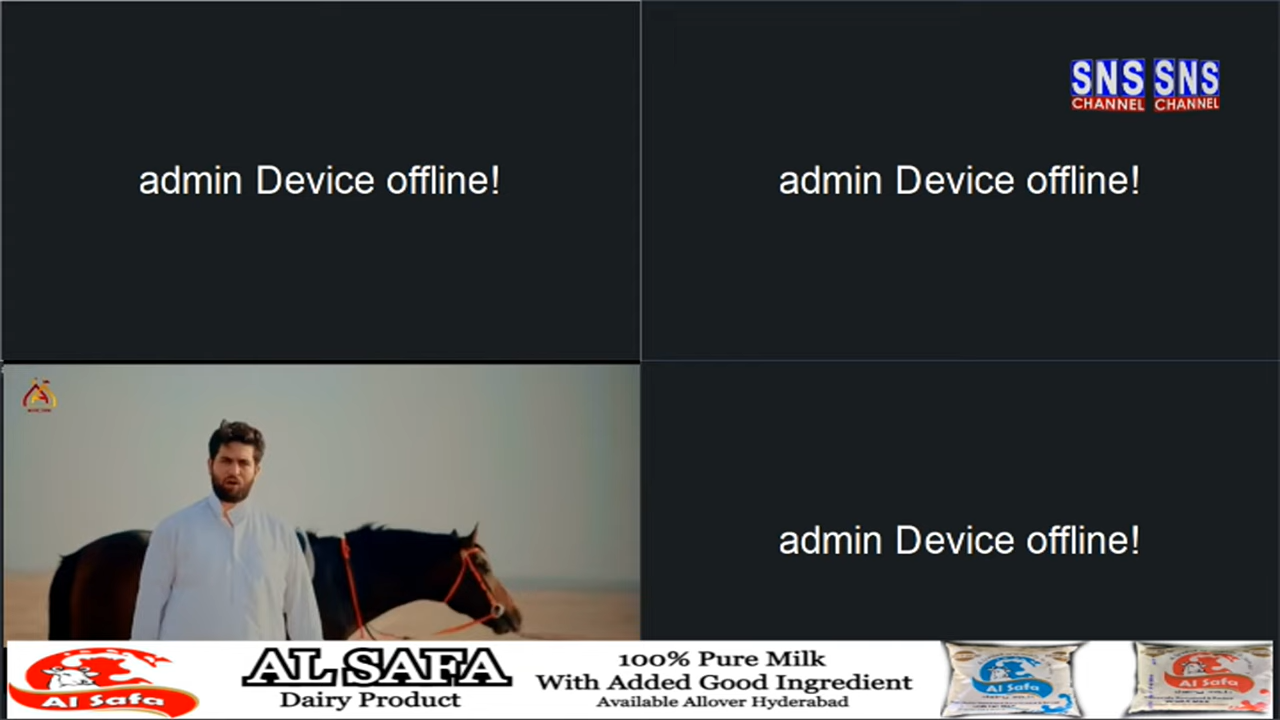 admin Device offline!
admin Device offline!
SNS SNS
CHANNEL CHANNEL
admin Device offline!
Al Safa
AL SAFA
Dairy Product
100% Pure Milk
With Added Good Ingredient
Available Allover Hyderabad
Al Safa
Al Safa